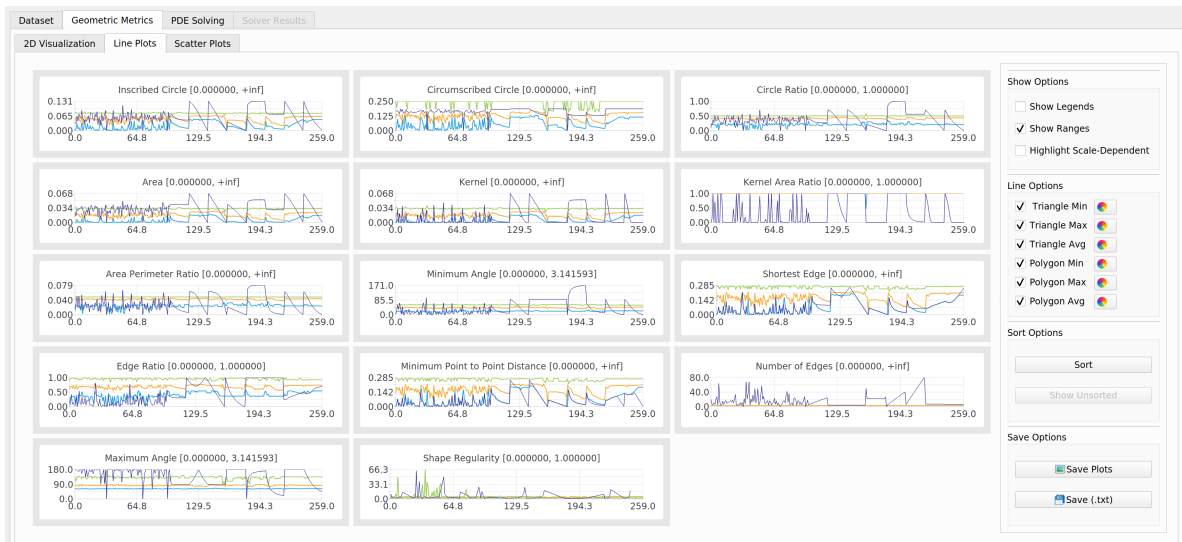 Dataset Geometric Metrics PDE Solving Solver Results
2D Visualization Line Plots Scatter Plots
Inscribed Circle [0.000000, +inf]
0.131
0.065
0.000
0.0 64.8 129.5 194.3 259.0
Circumscribed Circle [0.000000, +inf]
0.250
0.125
0.000
0.0 64.8 129.5 194.3 259.0
Circle Ratio [0.000000, 1.000000]
1.00
0.50
0.00
0.0 64.8 129.5 194.3 259.0
Area [0.000000, +inf]
0.068
0.034
0.000
0.0 64.8 129.5 194.3 259.0
Kernel [0.000000, +inf]
0.068
0.034
0.000
0.0 64.8 129.5 194.3 259.0
Kernel Area Ratio [0.000000, 1.000000]
1.00
0.50
0.00
0.0 64.8 129.5 194.3 259.0
Area Perimeter Ratio [0.000000, +inf]
0.079
0.040
0.000
0.0 64.8 129.5 194.3 259.0
Minimum Angle [0.000000, 3.141593]
171.0
85.5
0.0
0.0 64.8 129.5 194.3 259.0
Shortest Edge [0.000000, +inf]
0.285
0.142
0.000
0.0 64.8 129.5 194.3 259.0
Edge Ratio [0.000000, 1.000000]
1.00
0.50
0.00
0.0 64.8 129.5 194.3 259.0
Minimum Point to Point Distance [0.000000, +inf]
0.285
0.142
0.000
0.0 64.8 129.5 194.3 259.0
Number of Edges [0.000000, +inf]
80.0
40.0
0.0
0.0 64.8 129.5 194.3 259.0
Maximum Angle [0.000000, 3.141593]
180.0
90.0
0.0
0.0 64.8 129.5 194.3 259.0
Shape Regularity [0.000000, 1.000000]
66.3
33.1
0.0
0.0 64.8 129.5 194.3 259.0
Show Options
Show Legends
Show Ranges
Highlight Scale-Dependent
Line Options
Triangle Min
Triangle Max
Triangle Avg
Polygon Min
Polygon Max
Polygon Avg
Sort Options
Sort
Show Unsorted
Save Options
Save Plots
Save (.txt)